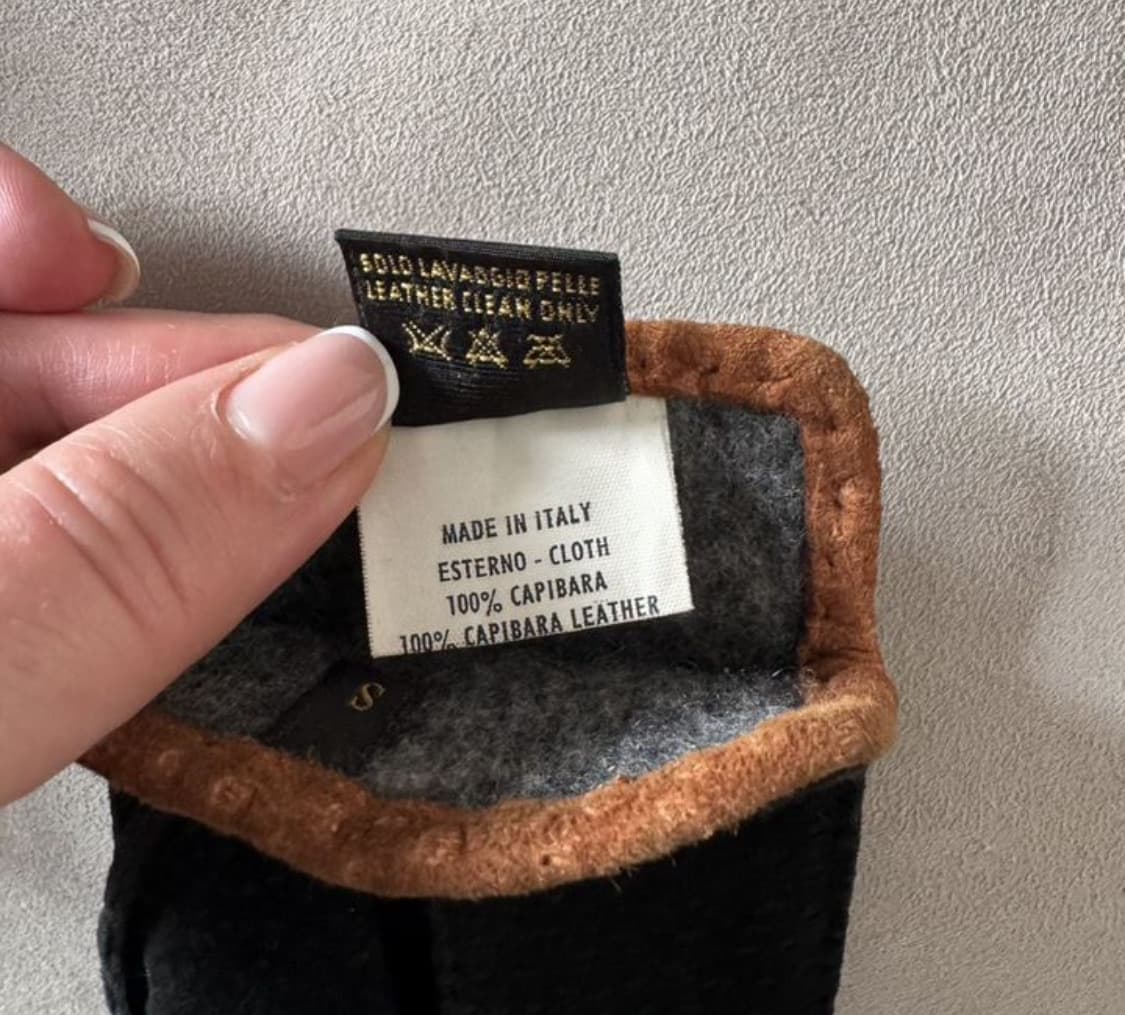 SOLO LAVAGGIO PELLE
LEATHER CLEAN ONLY
MADE IN ITALY
ESTERNO - CLOTH
100% CAPIBARA
100% CAPIBARA LEATHER
S